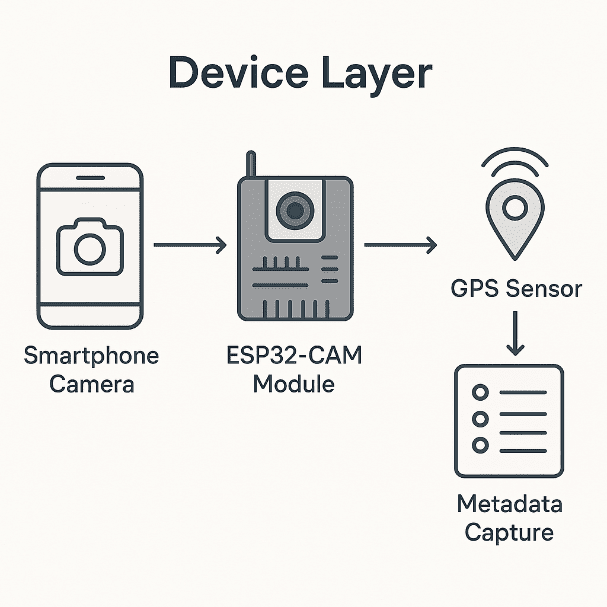 Device Layer
Smartphone
Camera
ESP32-CAM
Module
GPS Sensor
Metadata
Capture